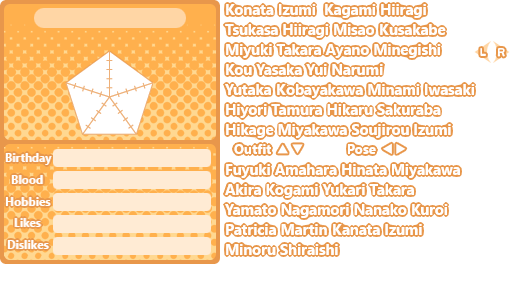 Konata Izumi Kagami Hiiragi
Tsukasa Hiiragi Misao Kusakabe
Miyuki Takara Ayano Minegishi
L R
Kou Yasaka Yui Narumi
Yutaka Kobayakawa Minami Iwasaki
Hiyori Tamura Hikaru Sakuraba
Hikage Miyakawa Soujirou Izumi
Outfit △▽ Pose ◁▷
Fuyuki Amahara Hinata Miyakawa
Akira Kogami Yukari Takara
Yamato Nagamori Nanako Kuroi
Patricia Martin Kanata Izumi
Minoru Shiraishi
Birthday
Blood
Hobbies
Likes
Dislikes